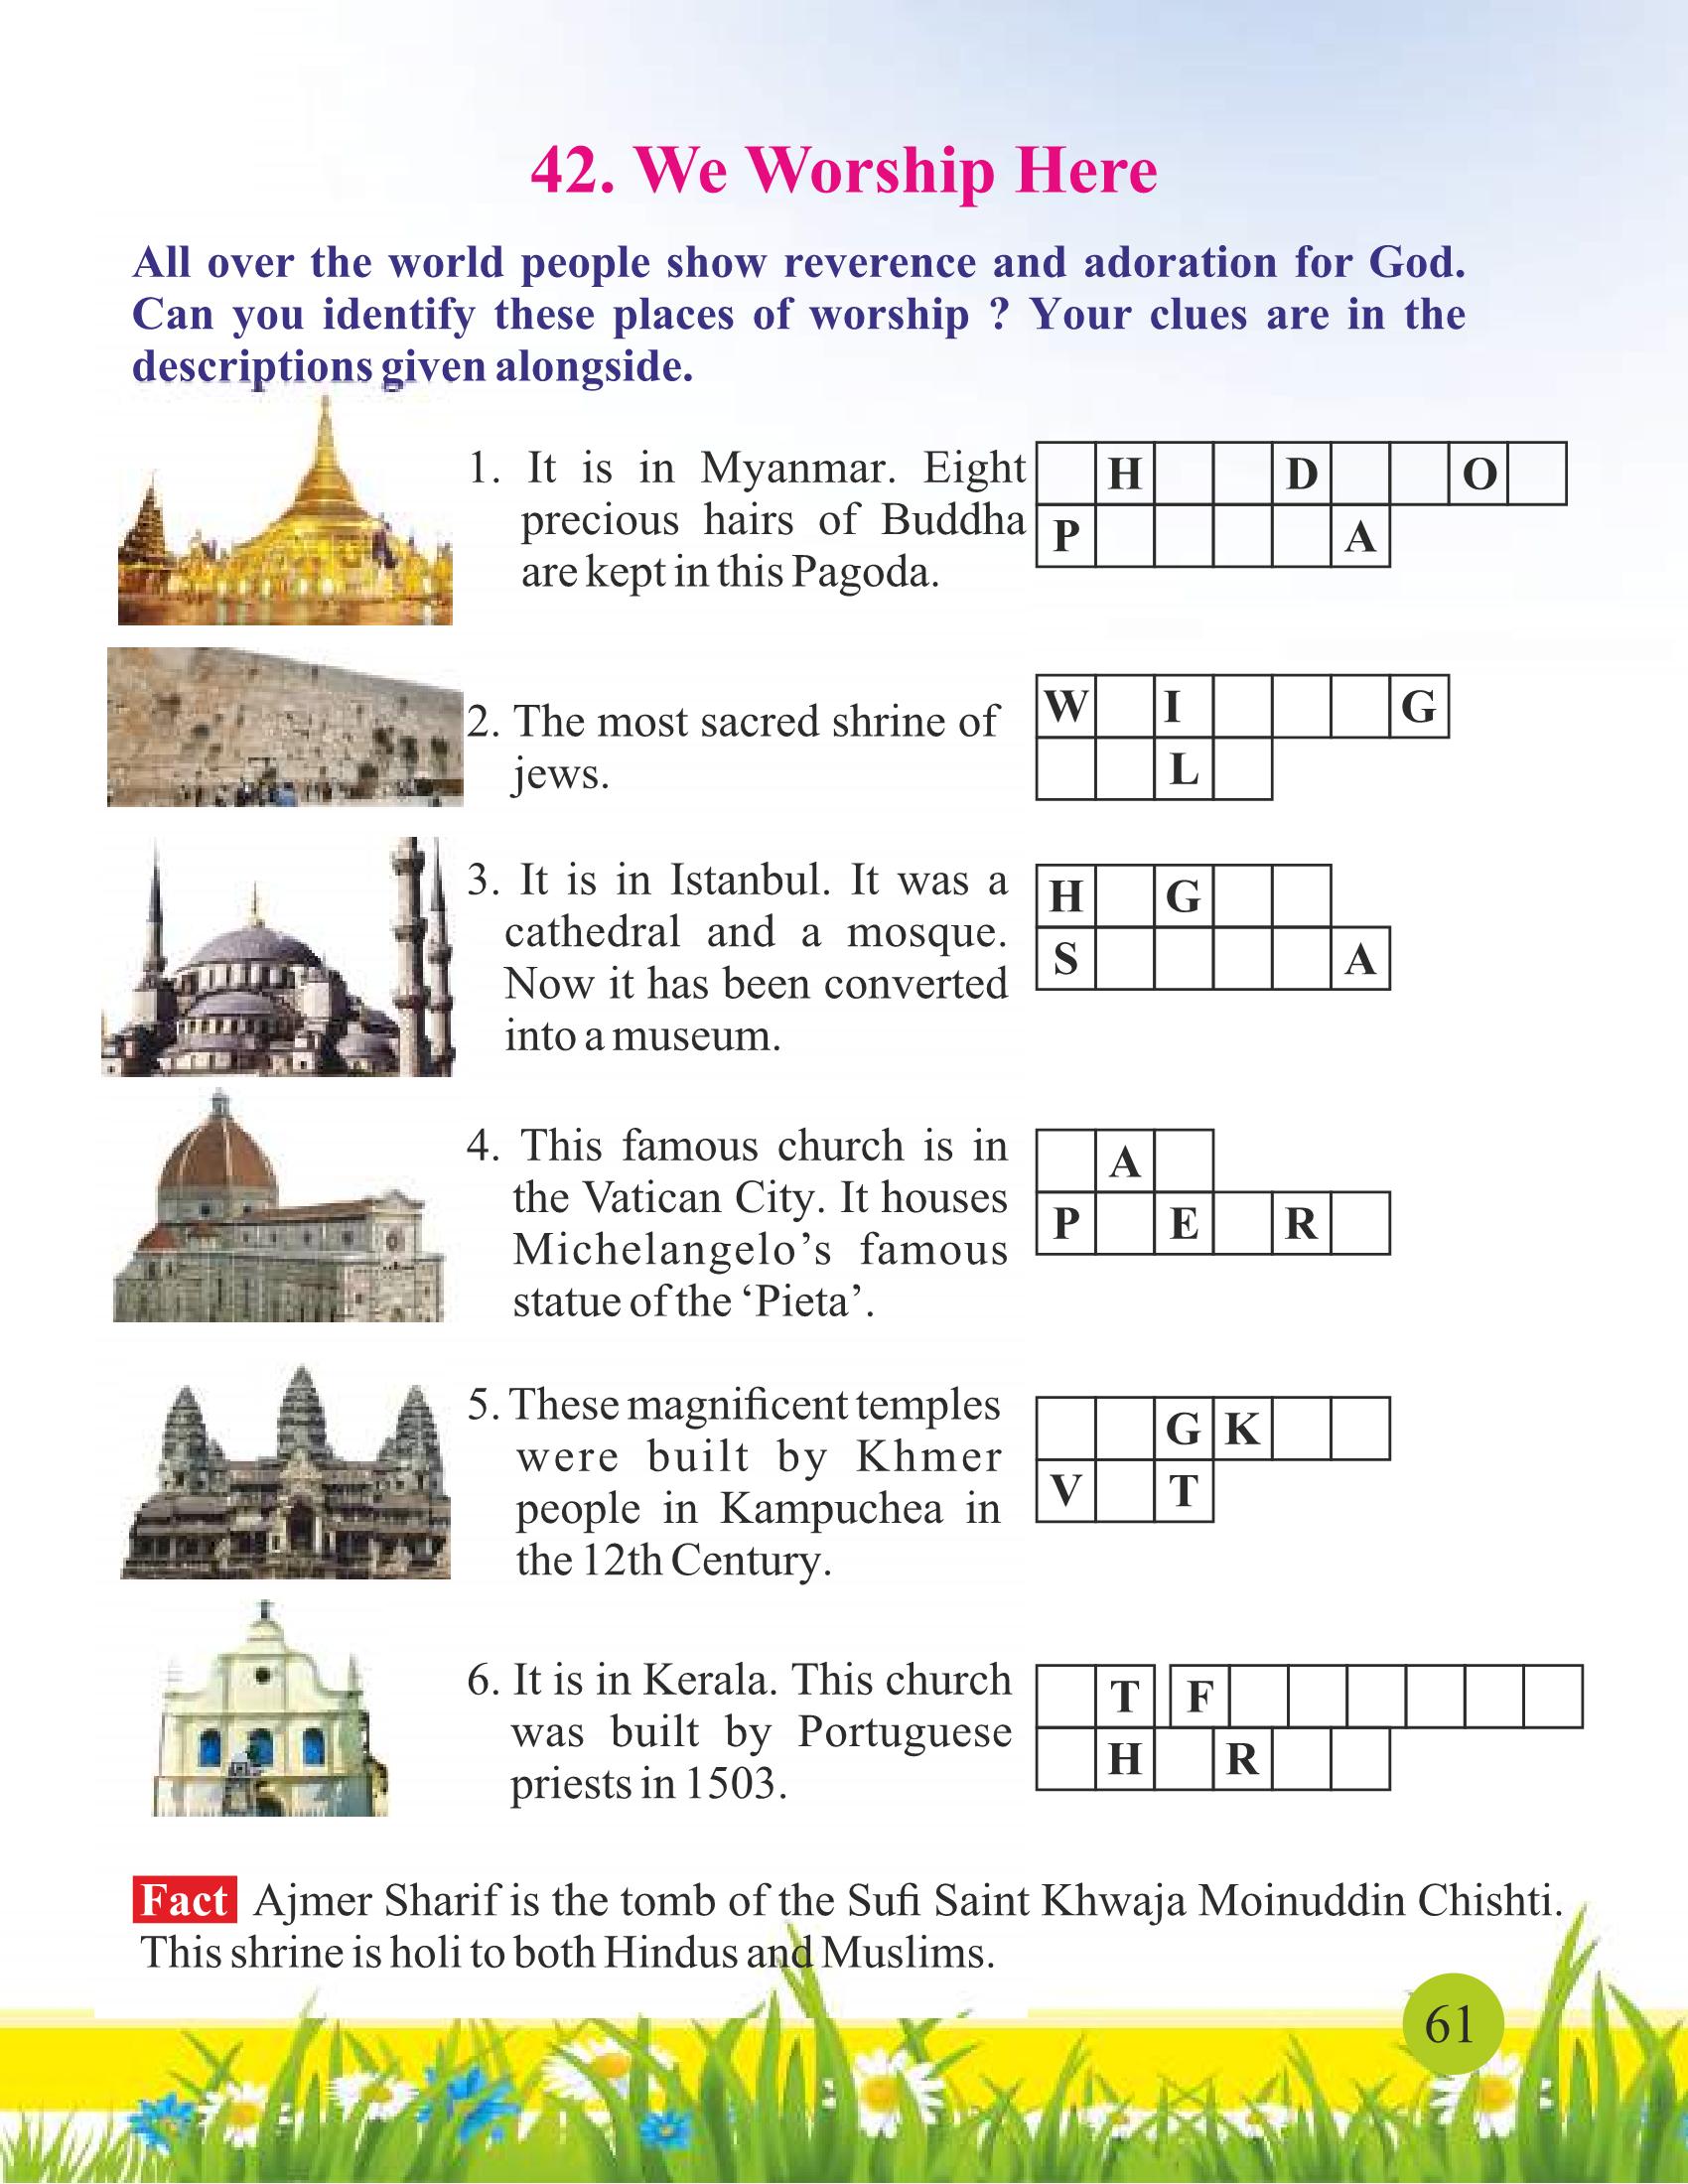 42. We Worship Here
All over the world people show reverence and adoration for God.
Can you identify these places of worship ? Your clues are in the
descriptions given alongside.
1. It is in Myanmar. Eight
precious hairs of Buddha
are kept in this Pagoda.
H D O
P A
2. The most sacred shrine of
jews.
W I G
L
3. It is in Istanbul. It was a
cathedral and a mosque.
Now it has been converted
into a museum.
H G
S A
4. This famous church is in
the Vatican City. It houses
Michelangelo’s famous
statue of the ‘Pieta’.
A
P E R
5. These magnificent temples
were built by Khmer
people in Kampuchea in
the 12th Century.
G K
V T
6. It is in Kerala. This church
was built by Portuguese
priests in 1503.
T F
H R
Fact Ajmer Sharif is the tomb of the Sufi Saint Khwaja Moinuddin Chishti.
This shrine is holi to both Hindus and Muslims.
61